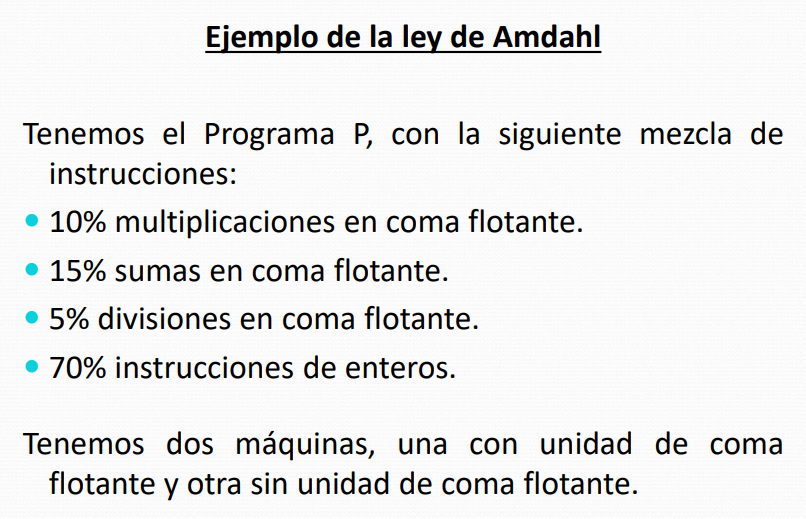 Ejemplo de la ley de Amdahl
Tenemos el Programa P, con la siguiente mezcla de
instrucciones:
• 10% multiplicaciones en coma flotante.
• 15% sumas en coma flotante.
• 5% divisiones en coma flotante.
• 70% instrucciones de enteros.
Tenemos dos máquinas, una con unidad de coma
flotante y otra sin unidad de coma flotante.